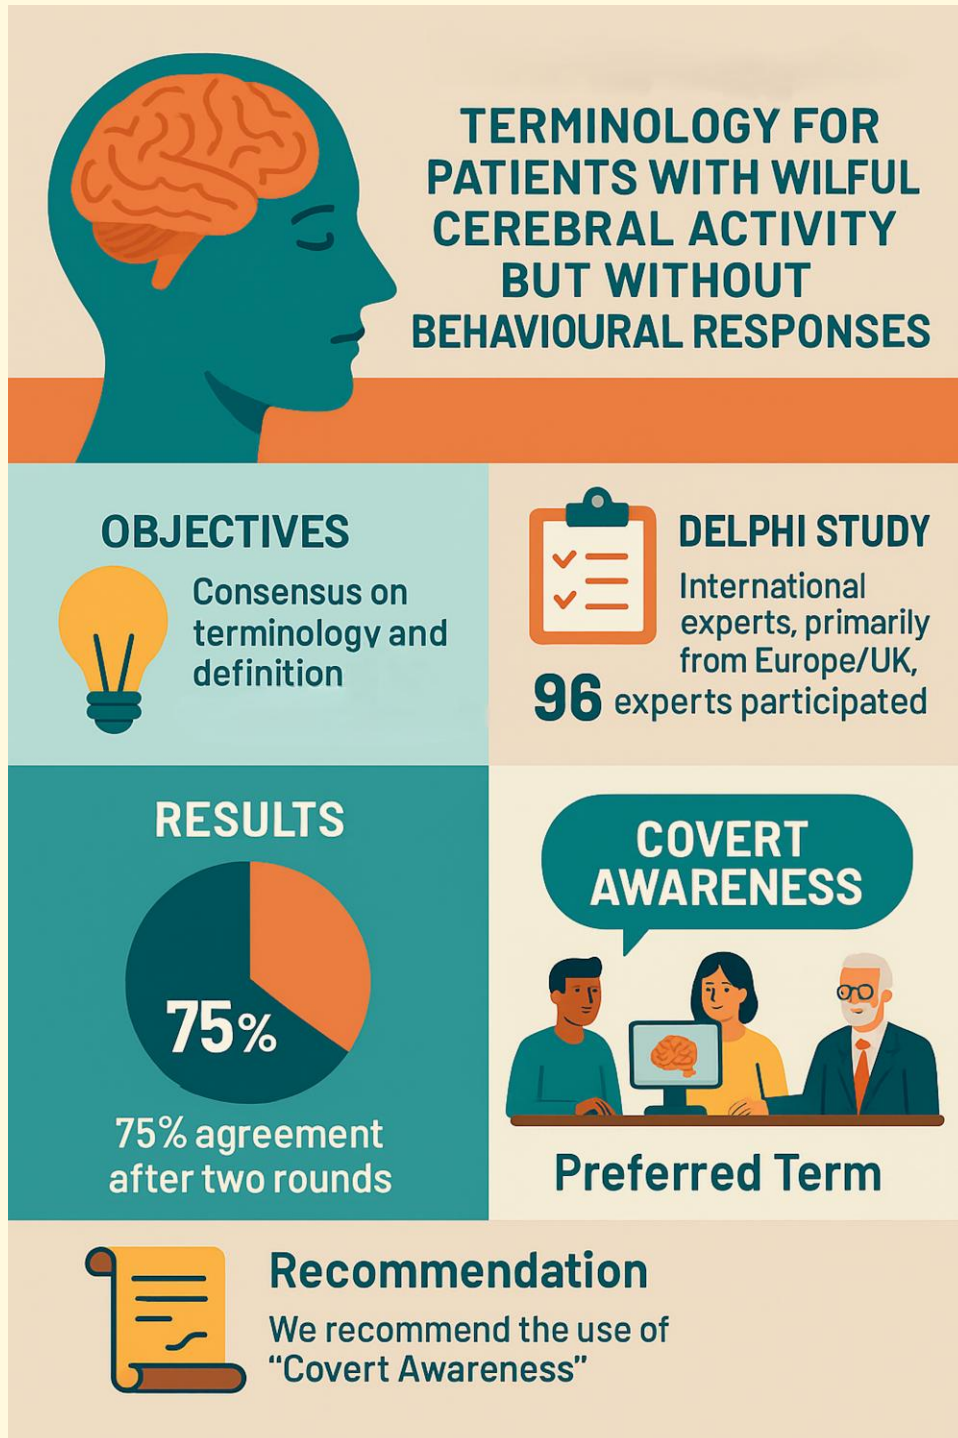 TERMINOLOGY FOR
PATIENTS WITH WILFUL
CEREBRAL ACTIVITY
BUT WITHOUT
BEHAVIOURAL RESPONSES
OBJECTIVES
Consensus on
terminology and
definition
DELPHI STUDY
International
experts, primarily
from Europe/UK,
96 experts participated
RESULTS
75%
75% agreement
after two rounds
COVERT
AWARENESS
Preferred Term
Recommendation
We recommend the use of
“Covert Awareness”